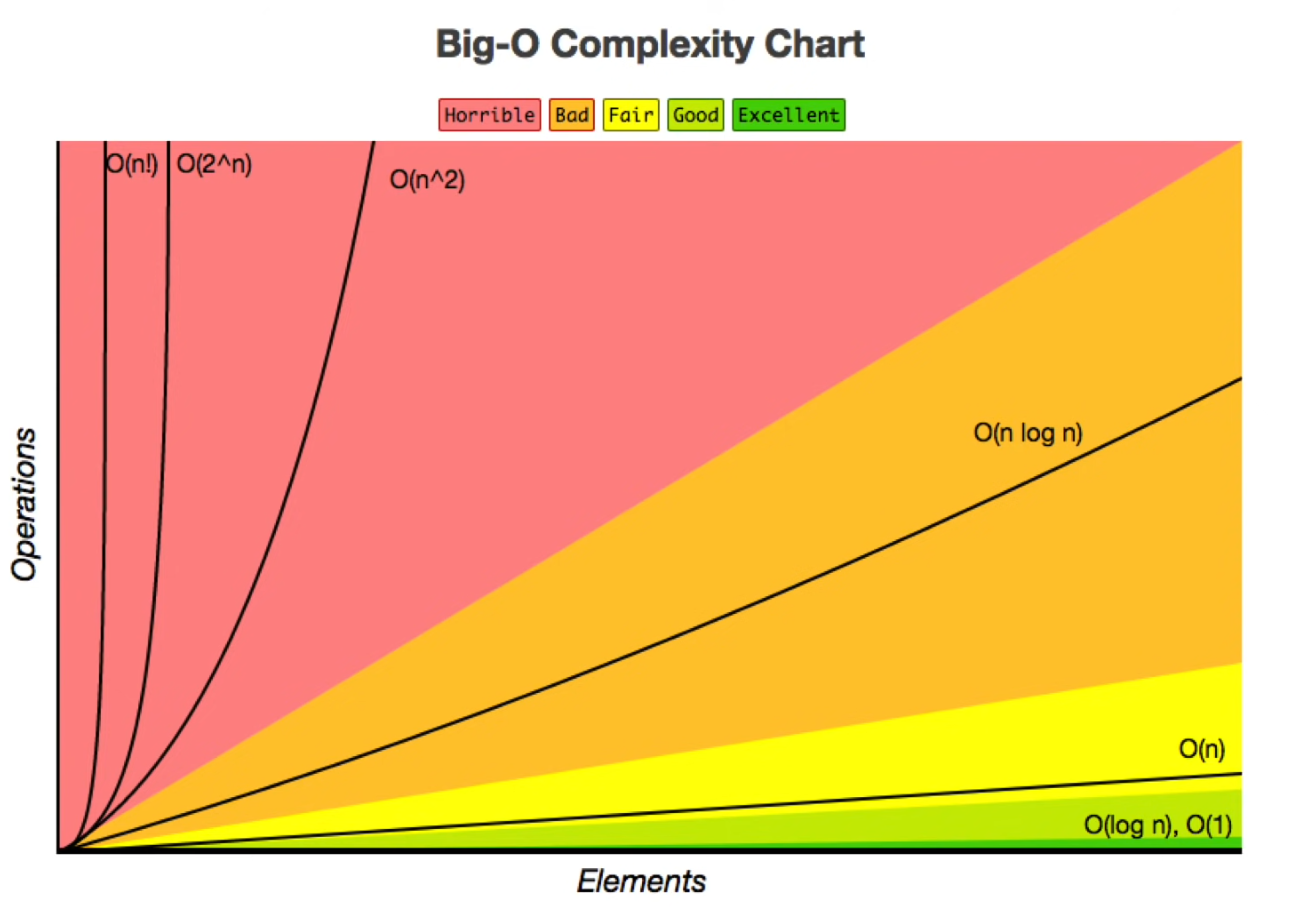 Big-O Complexity Chart
Horrible Bad Fair Good Excellent
O(n!) O(2^n)
O(n^2)
O(n log n)
Operations
O(n)
O(log n), O(1)
Elements